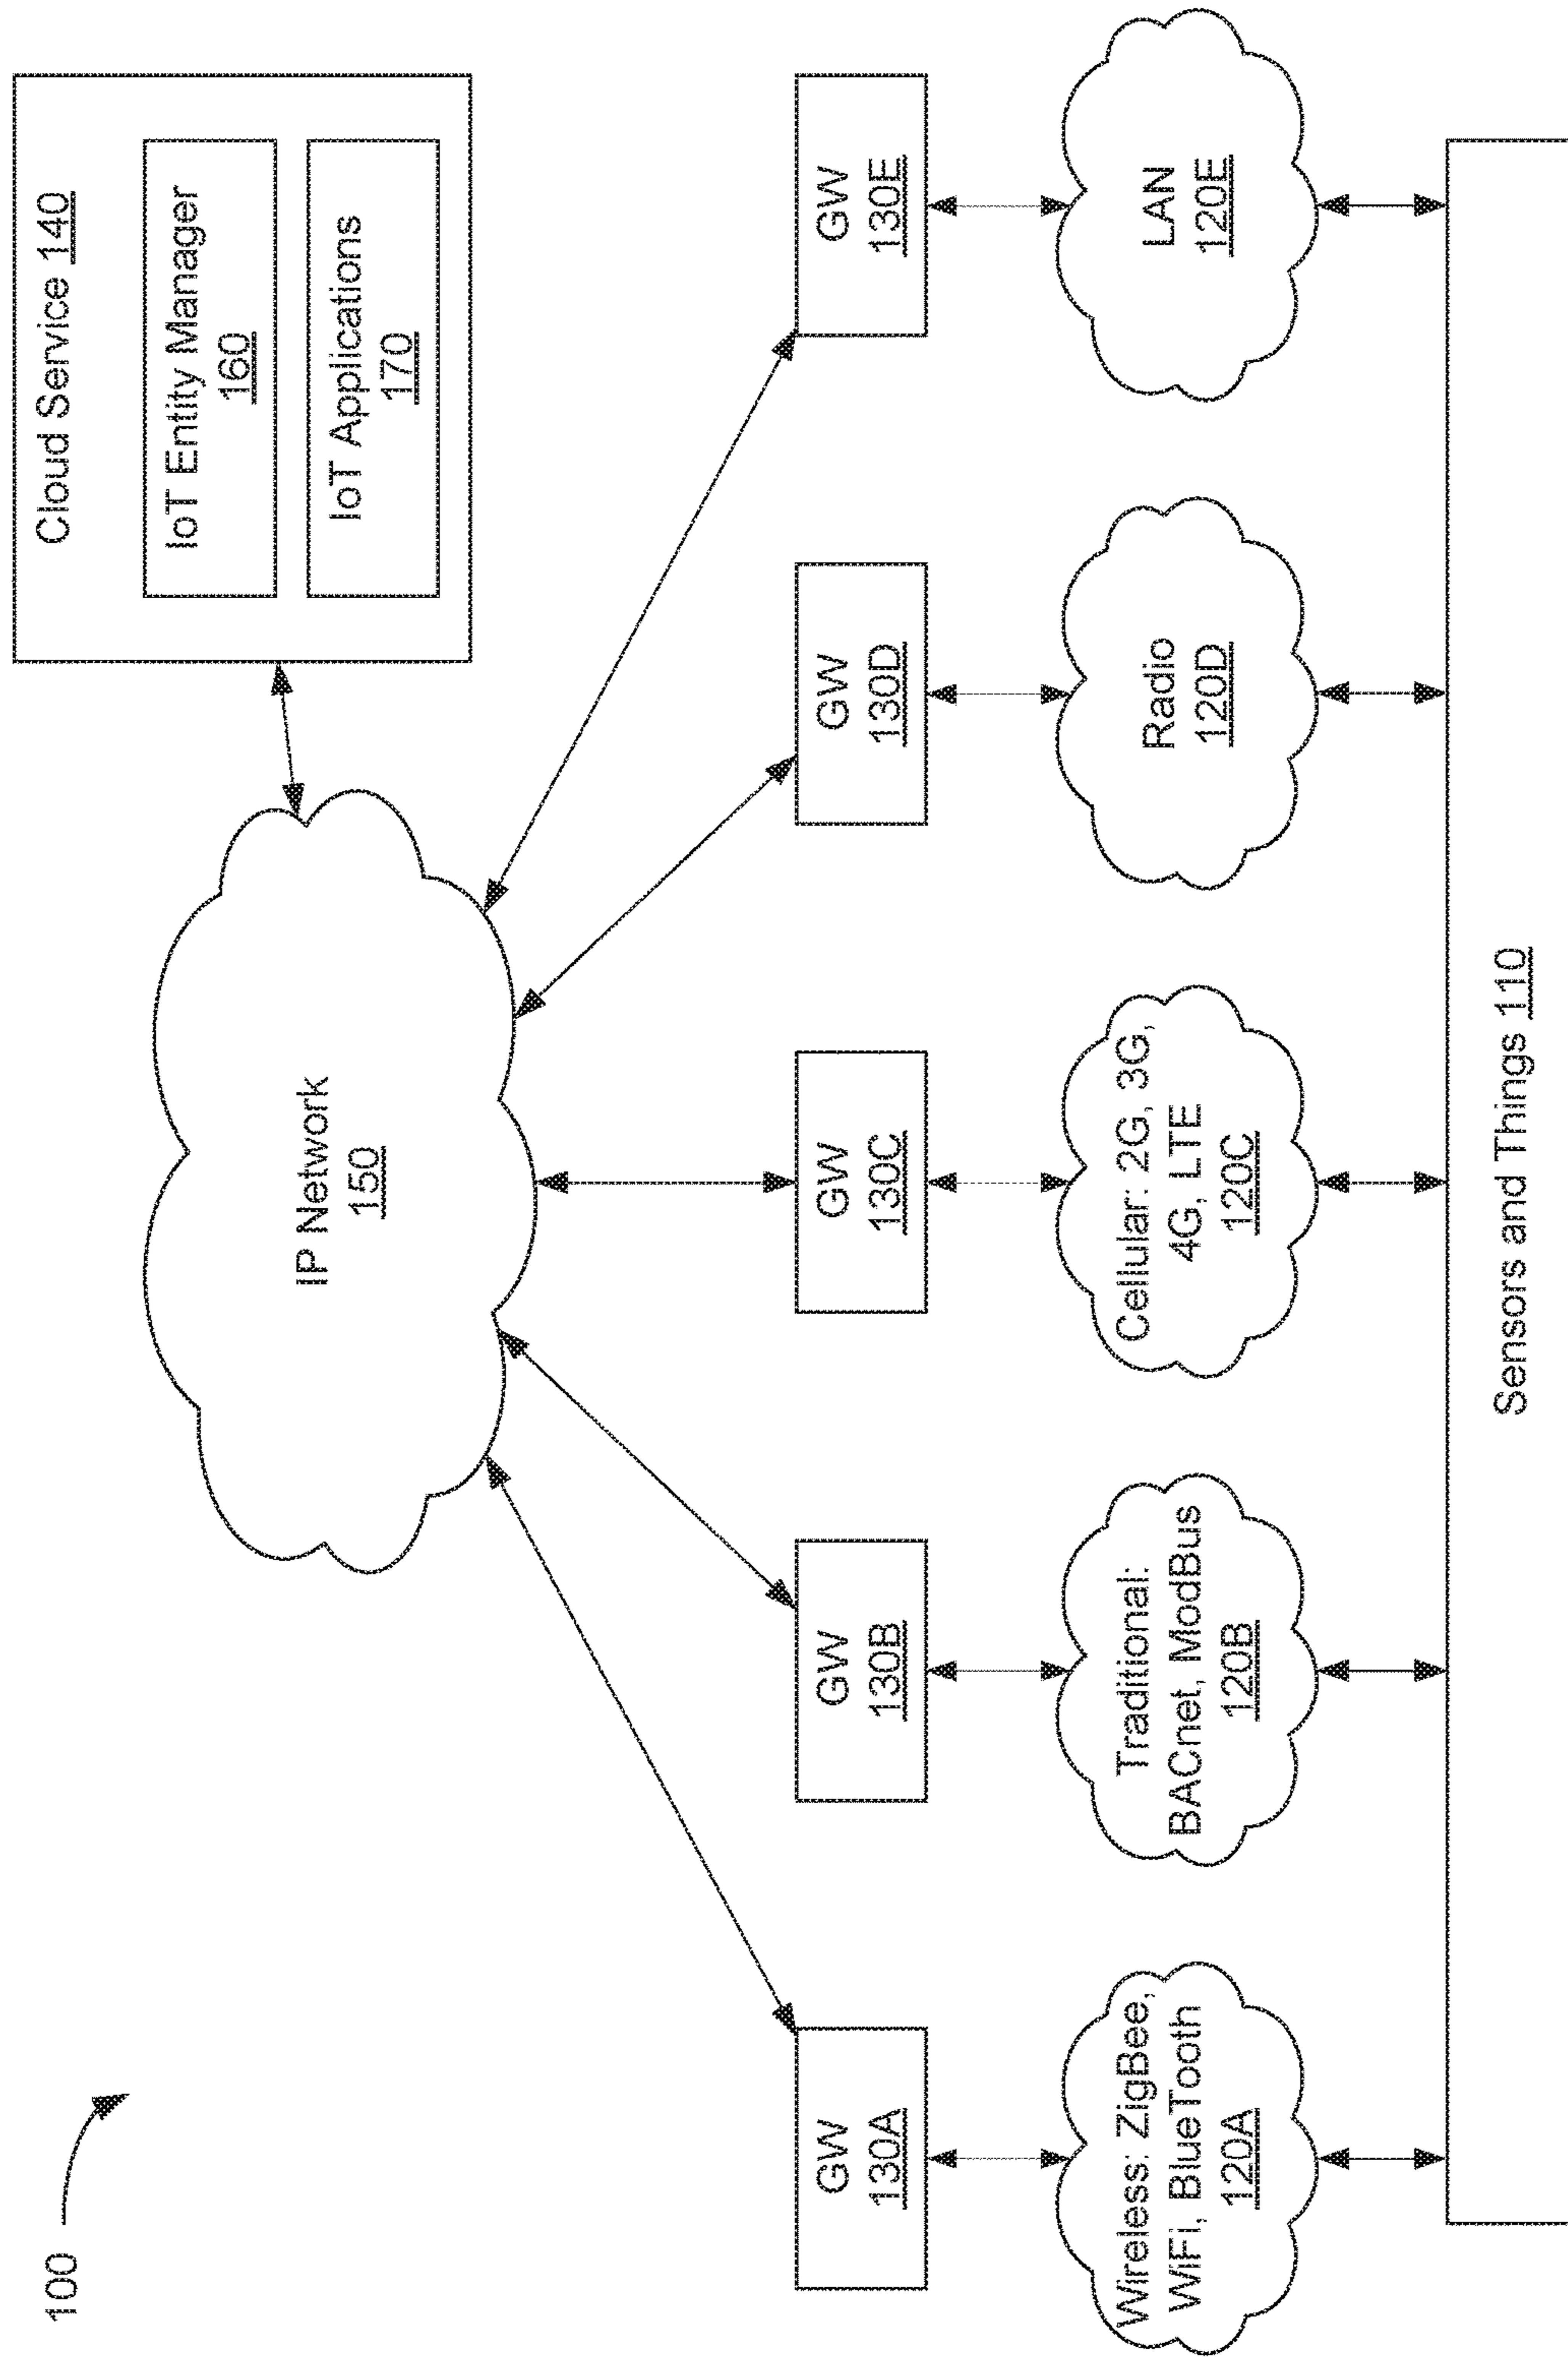 100
Cloud Service 140
IoT Entity Manager
160
IoT Applications
170
IP Network
150
GW
130A
GW
130B
GW
130C
GW
130D
GW
130E
Wireless: ZigBee,
WiFi, BlueTooth
120A
Traditional:
BACnet, ModBus
120B
Cellular: 2G, 3G,
4G, LTE
120C
Radio
120D
LAN
120E
Sensors and Things 110